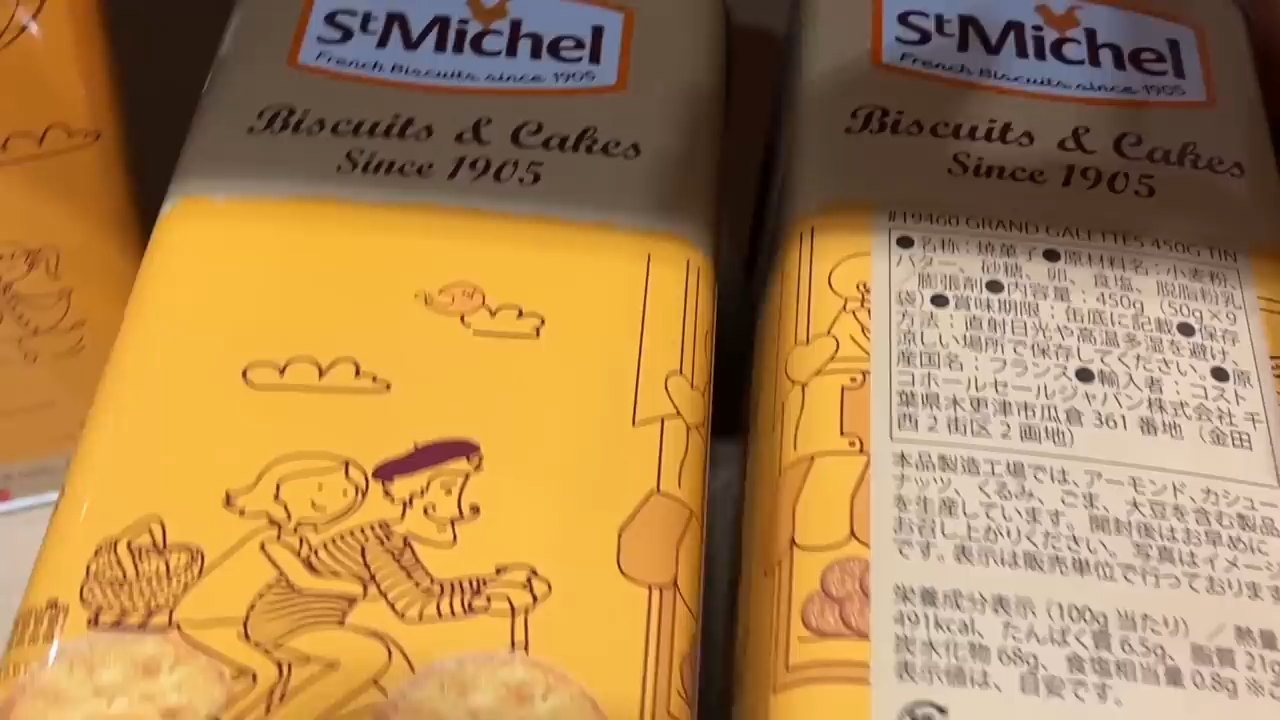 StMichel
French Biscuits since 1905
Biscuits & Cakes
Since 1905
StMichel
French Biscuits since 1905
Biscuits & Cakes
Since 1905
#19460 GRAND GALETTES 450G TIN
●名称：焼菓子●原材料名：小麦粉、
バター、砂糖、卵、食塩、脱脂粉乳
／膨張剤●内容量：450g（50g×9
袋）●賞味期限：缶底に記載●保存
方法：直射日光や高温多湿を避け、
涼しい場所で保存してください。●原
産国名：フランス●輸入者：コスト
コホールセールジャパン株式会社 千
葉県木更津市瓜倉 361 番地（金田
西 2 街区 2 画地）
本品製造工場では、アーモンド、カシュー
ナッツ、くるみ、ごま、大豆を含む製品
を生産しています。開封後はお早めに
お召し上がりください。写真はイメージ
です。表示は販売単位で行っております
栄養成分表示（100g 当たり）／熱量
491kcal、たんぱく質 6.5g、脂質 21g
炭水化物 68g、食塩相当量 0.8g ※こ
表示値は、目安です。